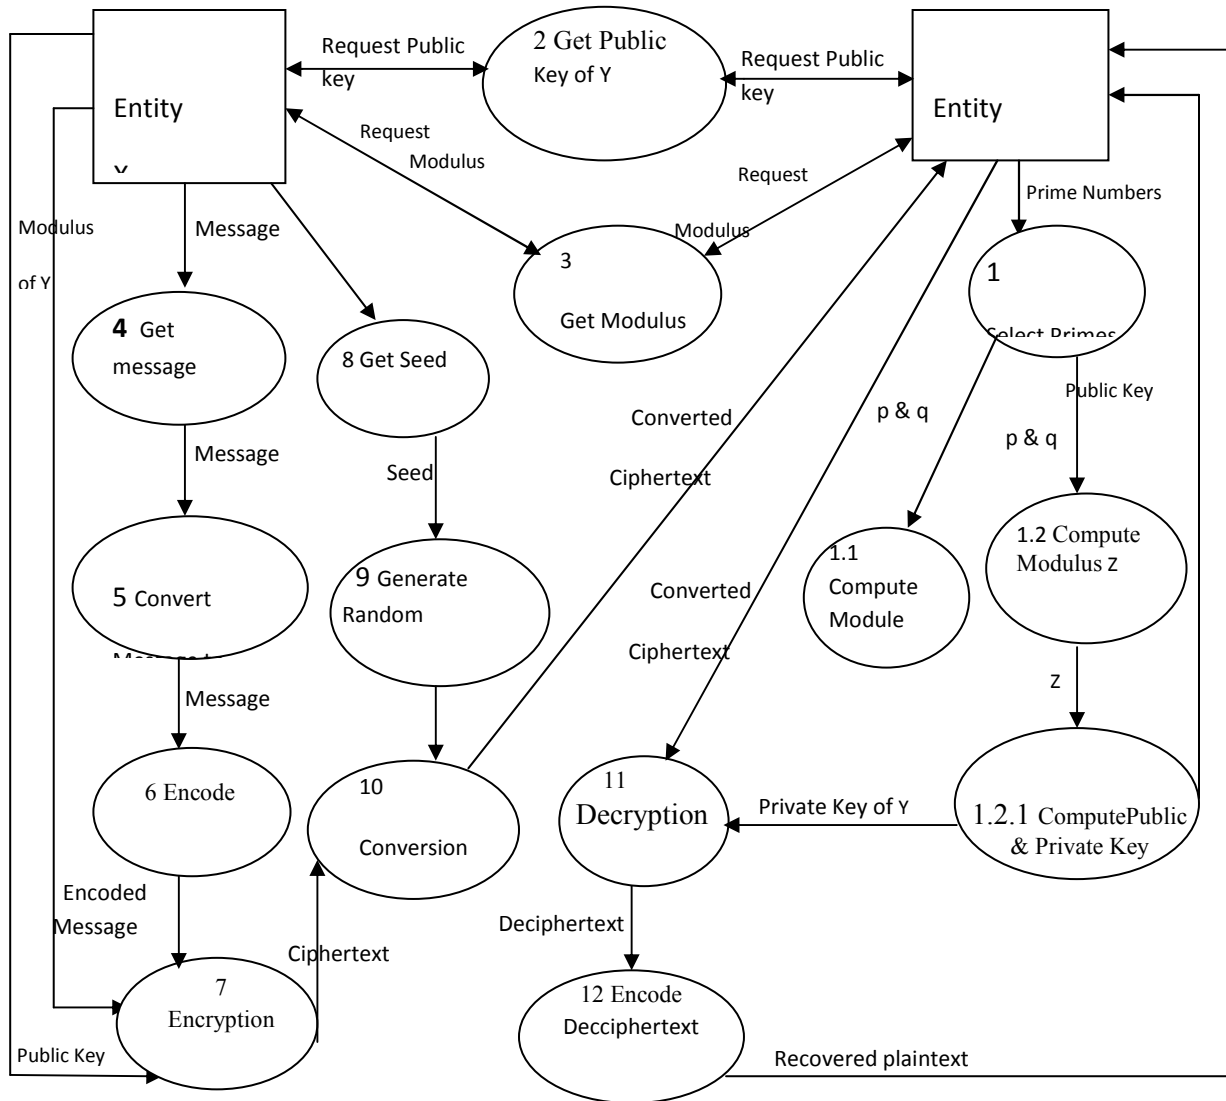 2 Get Public
Key of Y
Request Public
key
Request Public
key
Entity
Entity
Request
Modulus
Request
Modulus
Prime Numbers
Modulus
of Y
Message
3
Get Modulus
1
Select Primes
4 Get
message
8 Get Seed
Public Key
p & q
p & q
Converted
Ciphertext
Message
Seed
1.2 Compute
Modulus Z
1.1
Compute
Module
5 Convert
9 Generate
Random
Converted
Ciphertext
Message
Z
6 Encode
10
Conversion
11
Decryption
Private Key of Y
1.2.1 ComputePublic
& Private Key
Encoded
Message
Ciphertext
Deciphertext
7
Encryption
12 Encode
Decciphertext
Public Key
Recovered plaintext